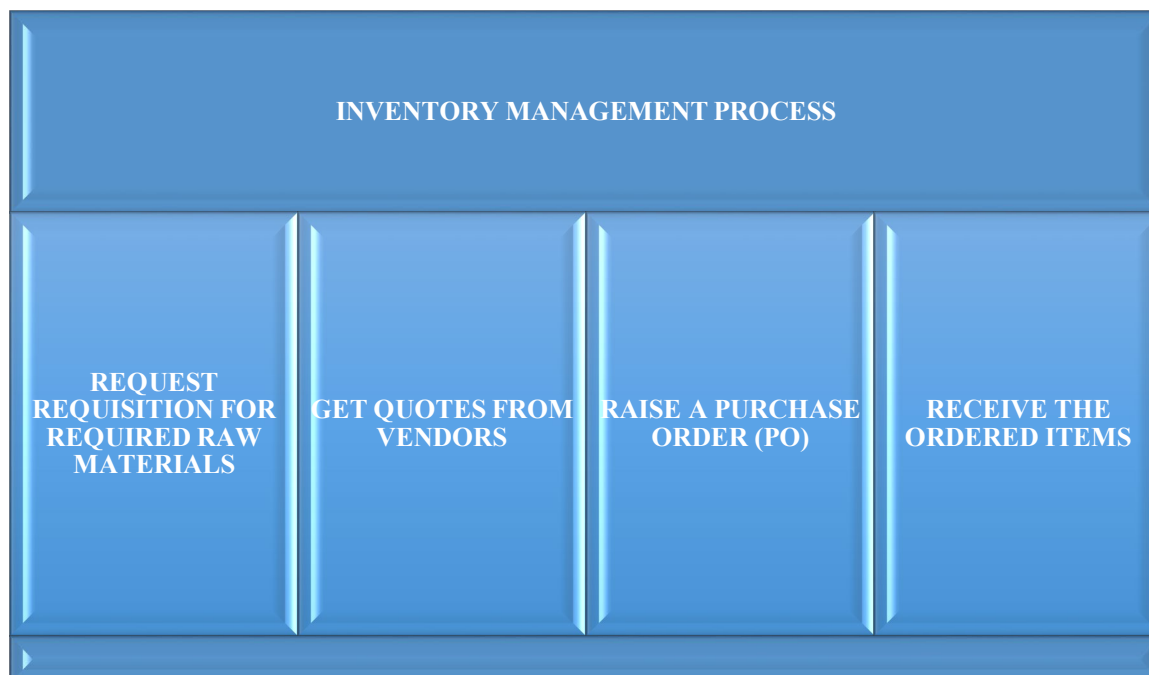 INVENTORY MANAGEMENT PROCESS
REQUEST
REQUISITION FOR
REQUIRED RAW
MATERIALS
GET QUOTES FROM
VENDORS
RAISE A PURCHASE
ORDER (PO)
RECEIVE THE
ORDERED ITEMS